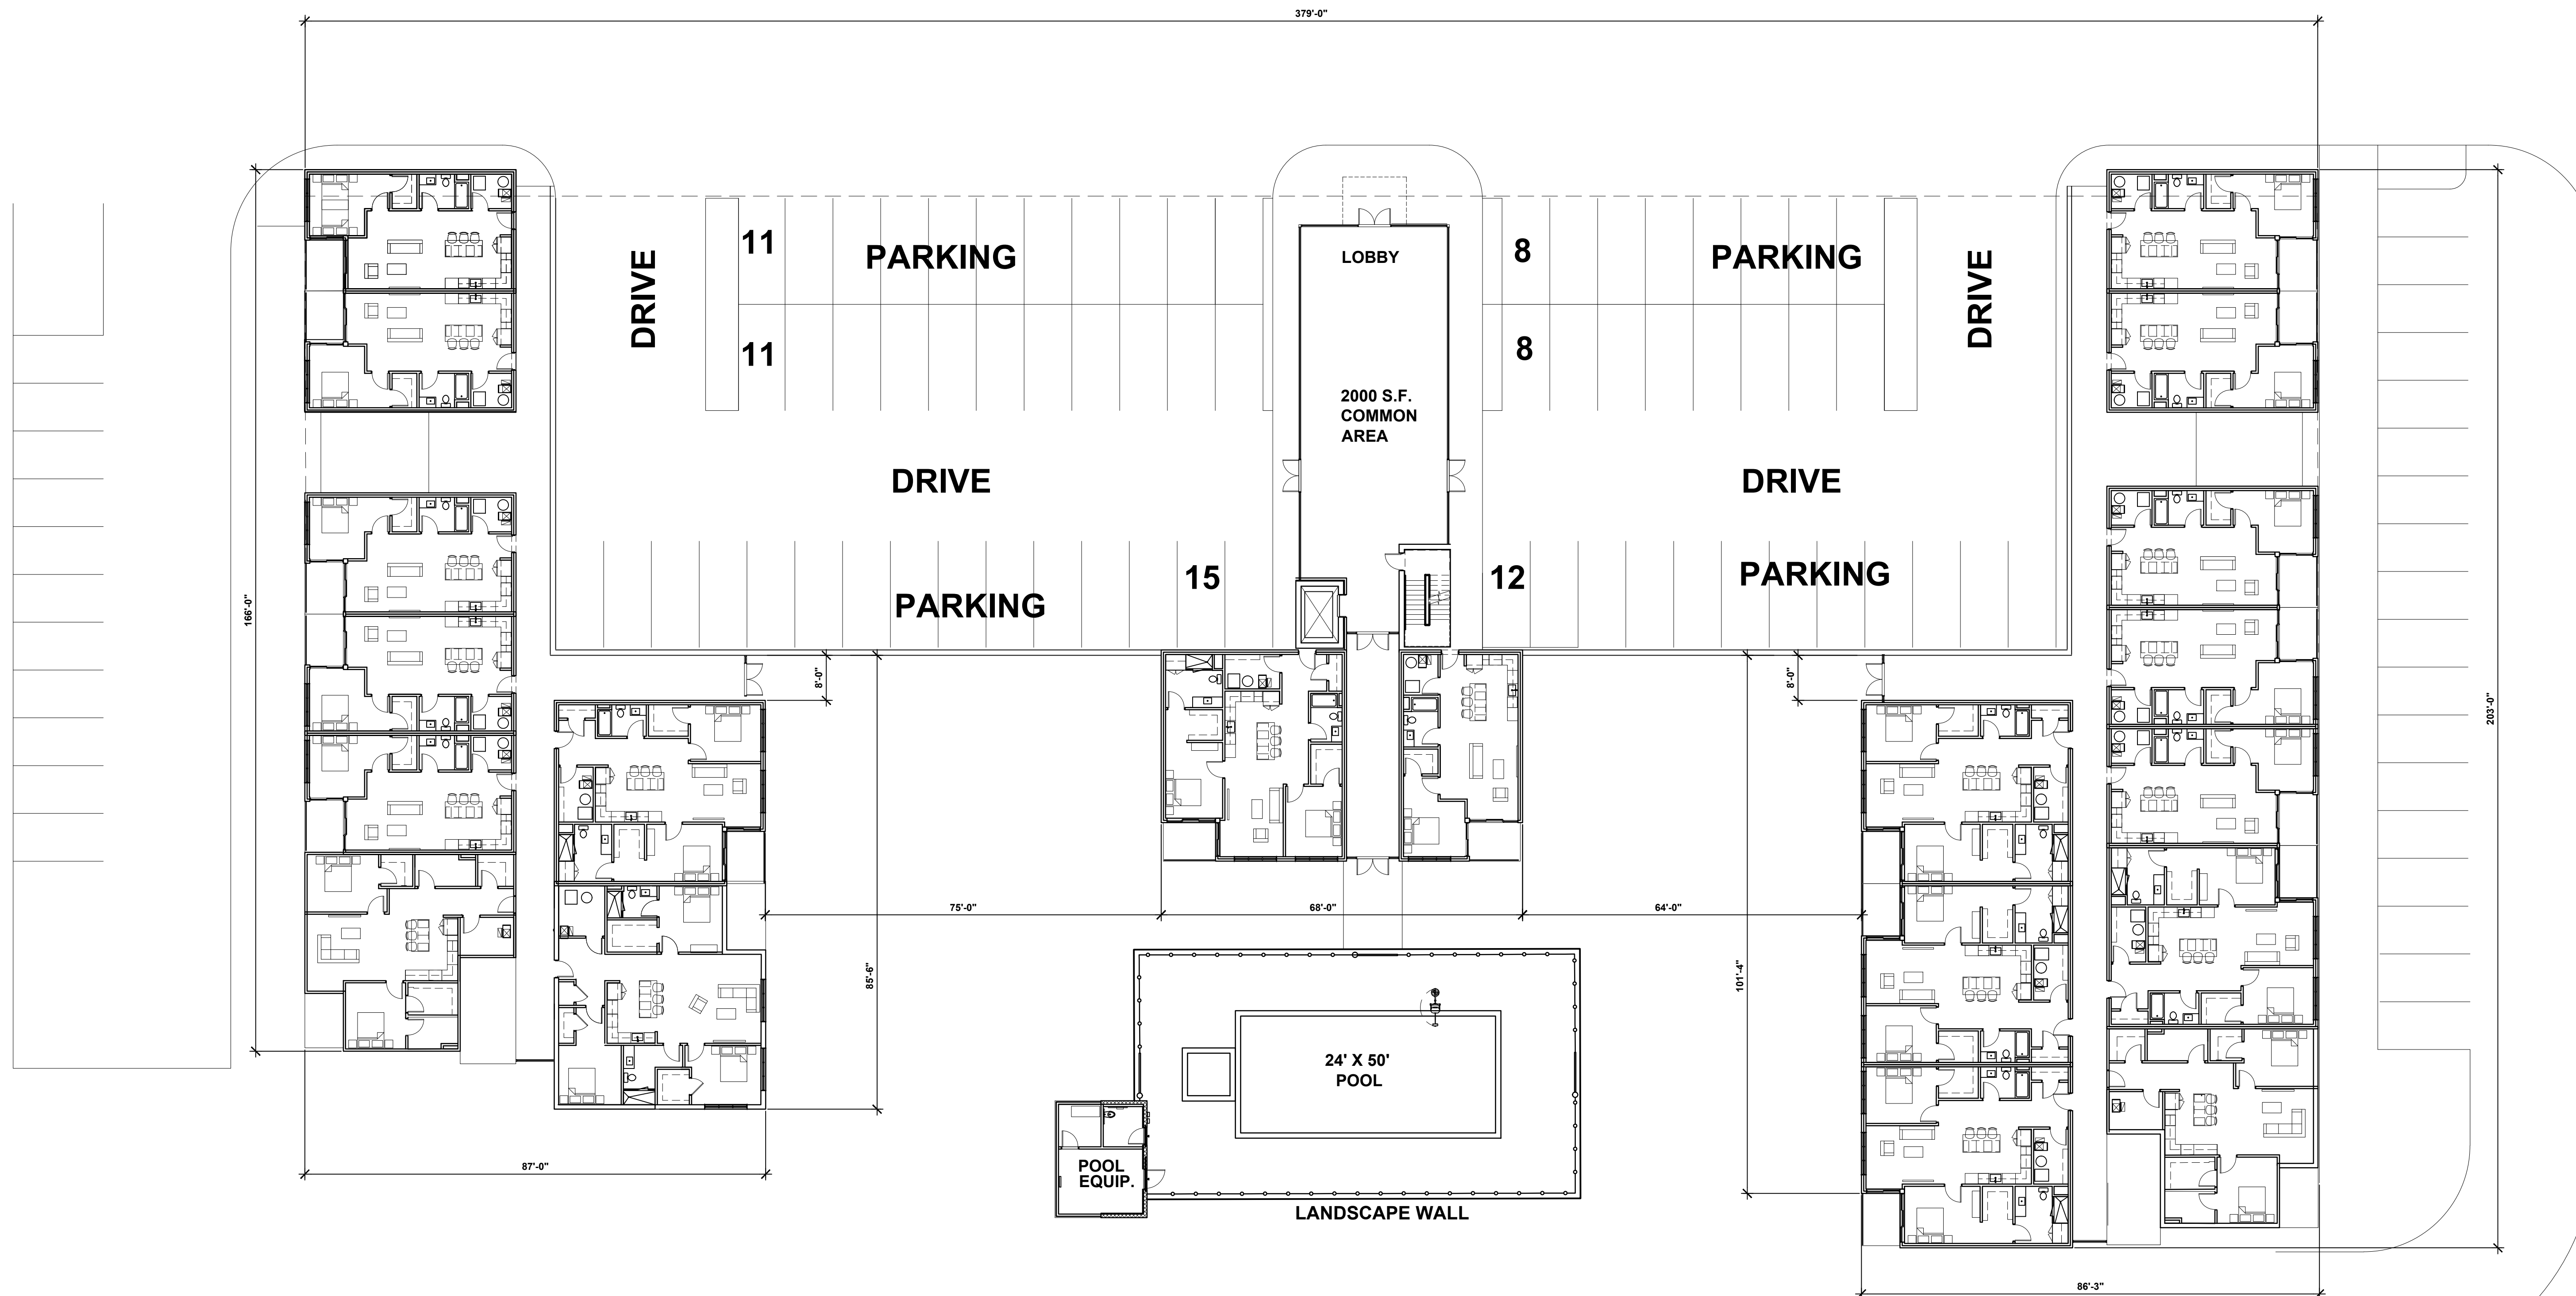 379'-0"
11
PARKING
DRIVE
11
LOBBY
8
PARKING
DRIVE
8
2000 S.F.
COMMON
AREA
DRIVE
DRIVE
15
12
PARKING
PARKING
166'-0"
8'-0"
8'-0"
203'-0"
75'-0"
68'-0"
64'-0"
85'-6"
101'-4"
24' X 50'
POOL
POOL
EQUIP.
87'-0"
LANDSCAPE WALL
86'-3"